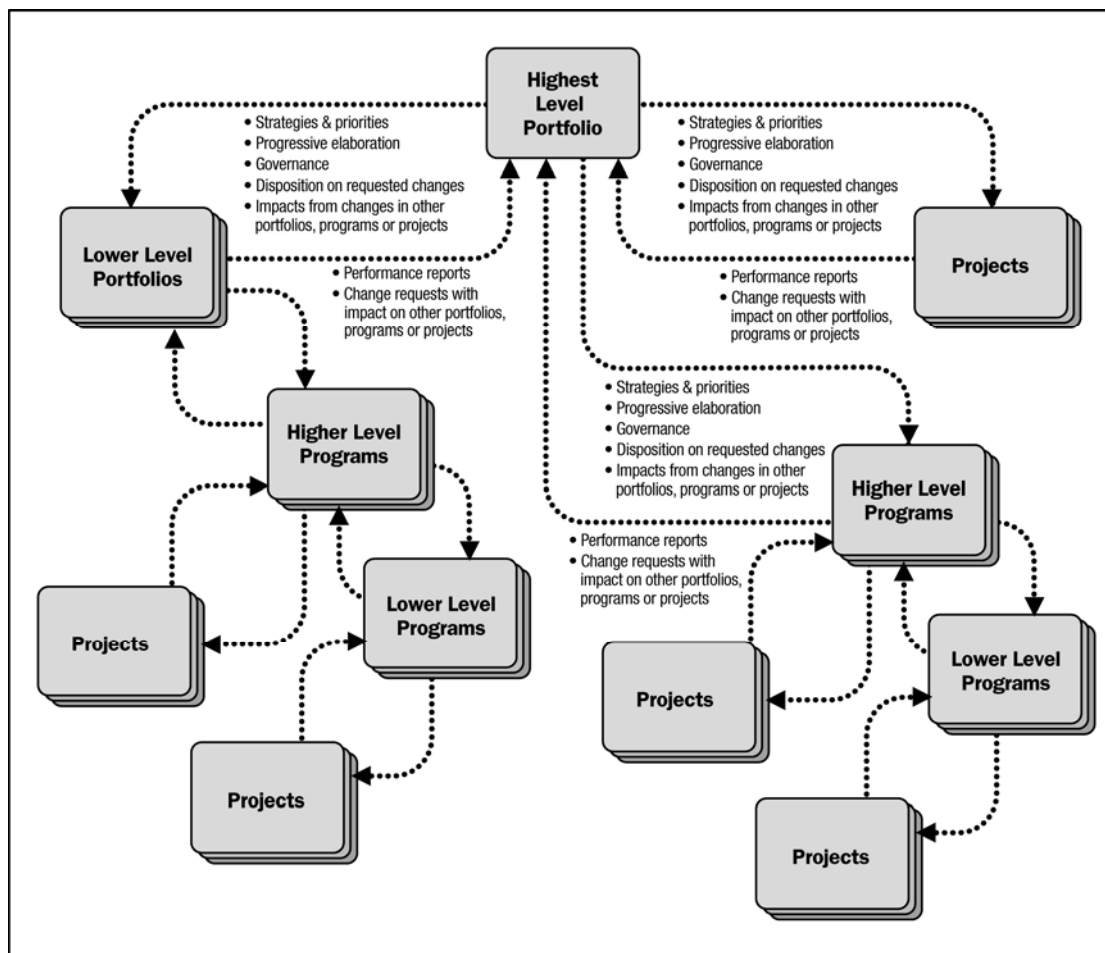 Highest
Level
Portfolio
• Strategies & priorities
• Progressive elaboration
• Governance
• Disposition on requested changes
• Impacts from changes in other
portfolios, programs or projects
• Strategies & priorities
• Progressive elaboration
• Governance
• Disposition on requested changes
• Impacts from changes in other
portfolios, programs or projects
Lower Level
Portfolios
Projects
• Performance reports
• Change requests with
impact on other portfolios,
programs or projects
• Performance reports
• Change requests with
impact on other portfolios,
programs or projects
• Strategies & priorities
• Progressive elaboration
• Governance
• Disposition on requested changes
• Impacts from changes in other
portfolios, programs or projects
Higher Level
Programs
Higher Level
Programs
• Performance reports
• Change requests with
impact on other portfolios,
programs or projects
Lower Level
Programs
Projects
Lower Level
Programs
Projects
Projects
Projects